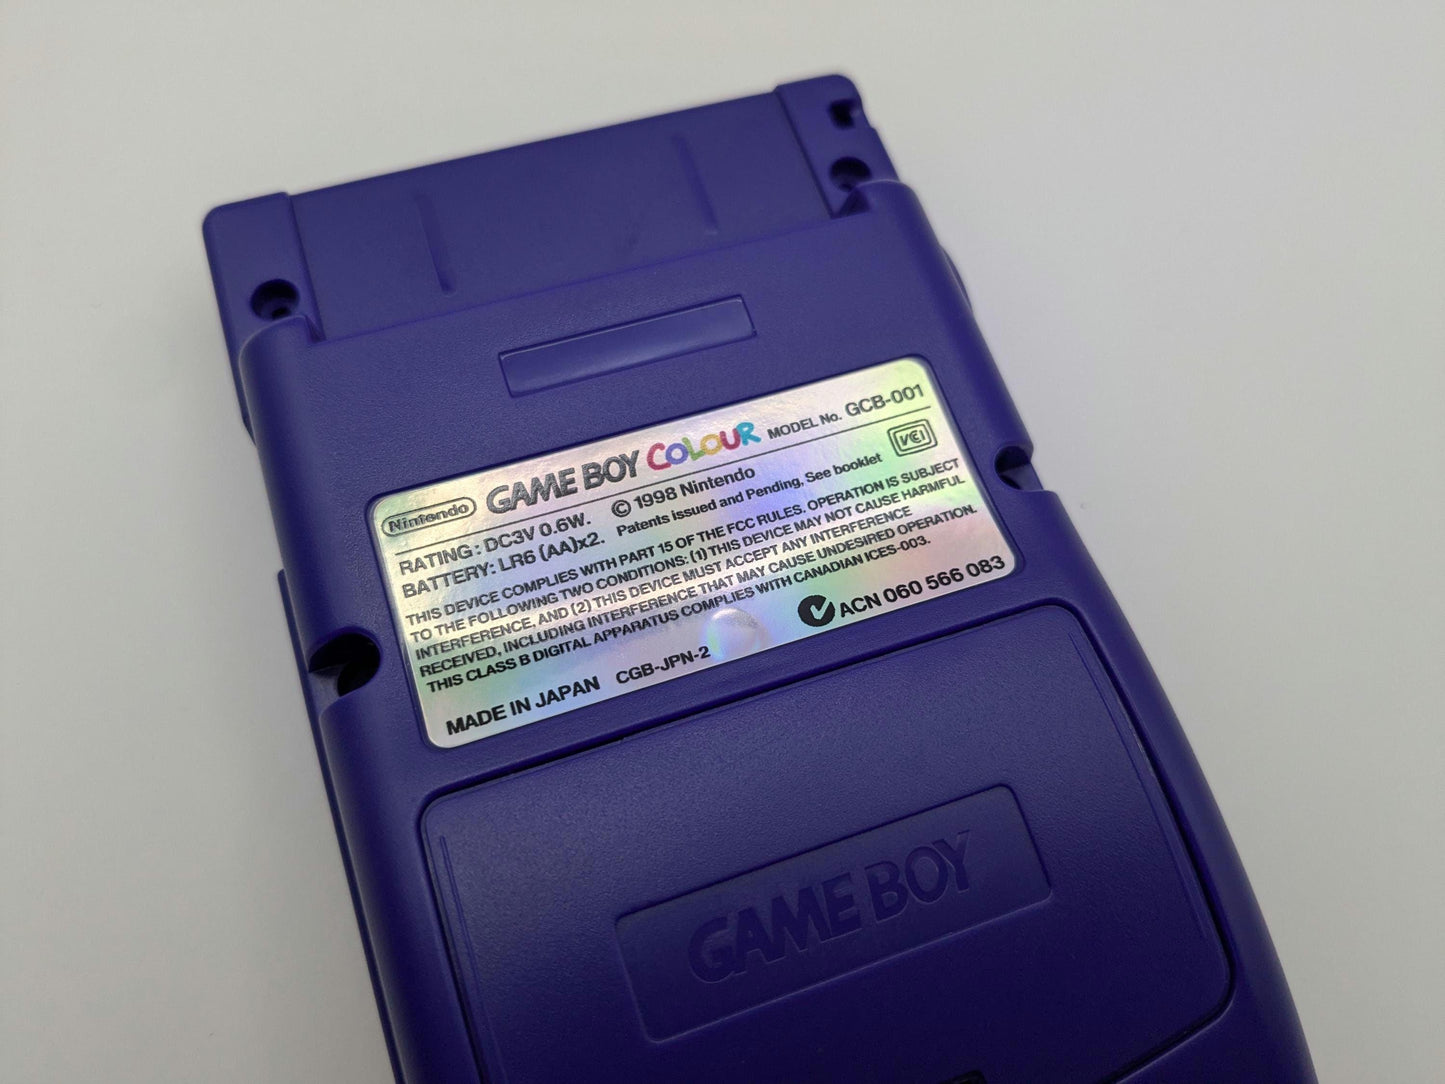 Nintendo GAME BOY COLOUR MODEL No. GCB-001
RATING: DC3V 0.6W. © 1998 Nintendo
BATTERY: LR6 (AA)x2. Patents issued and Pending, See booklet
THIS DEVICE COMPLIES WITH PART 15 OF THE FCC RULES. OPERATION IS SUBJECT
TO THE FOLLOWING TWO CONDITIONS: (1) THIS DEVICE MAY NOT CAUSE HARMFUL
INTERFERENCE, AND (2) THIS DEVICE MUST ACCEPT ANY INTERFERENCE
RECEIVED, INCLUDING INTERFERENCE THAT MAY CAUSE UNDESIRED OPERATION.
THIS CLASS B DIGITAL APPARATUS COMPLIES WITH CANADIAN ICES-003.
ACN 060 566 083
MADE IN JAPAN CGB-JPN-2
GAME BOY